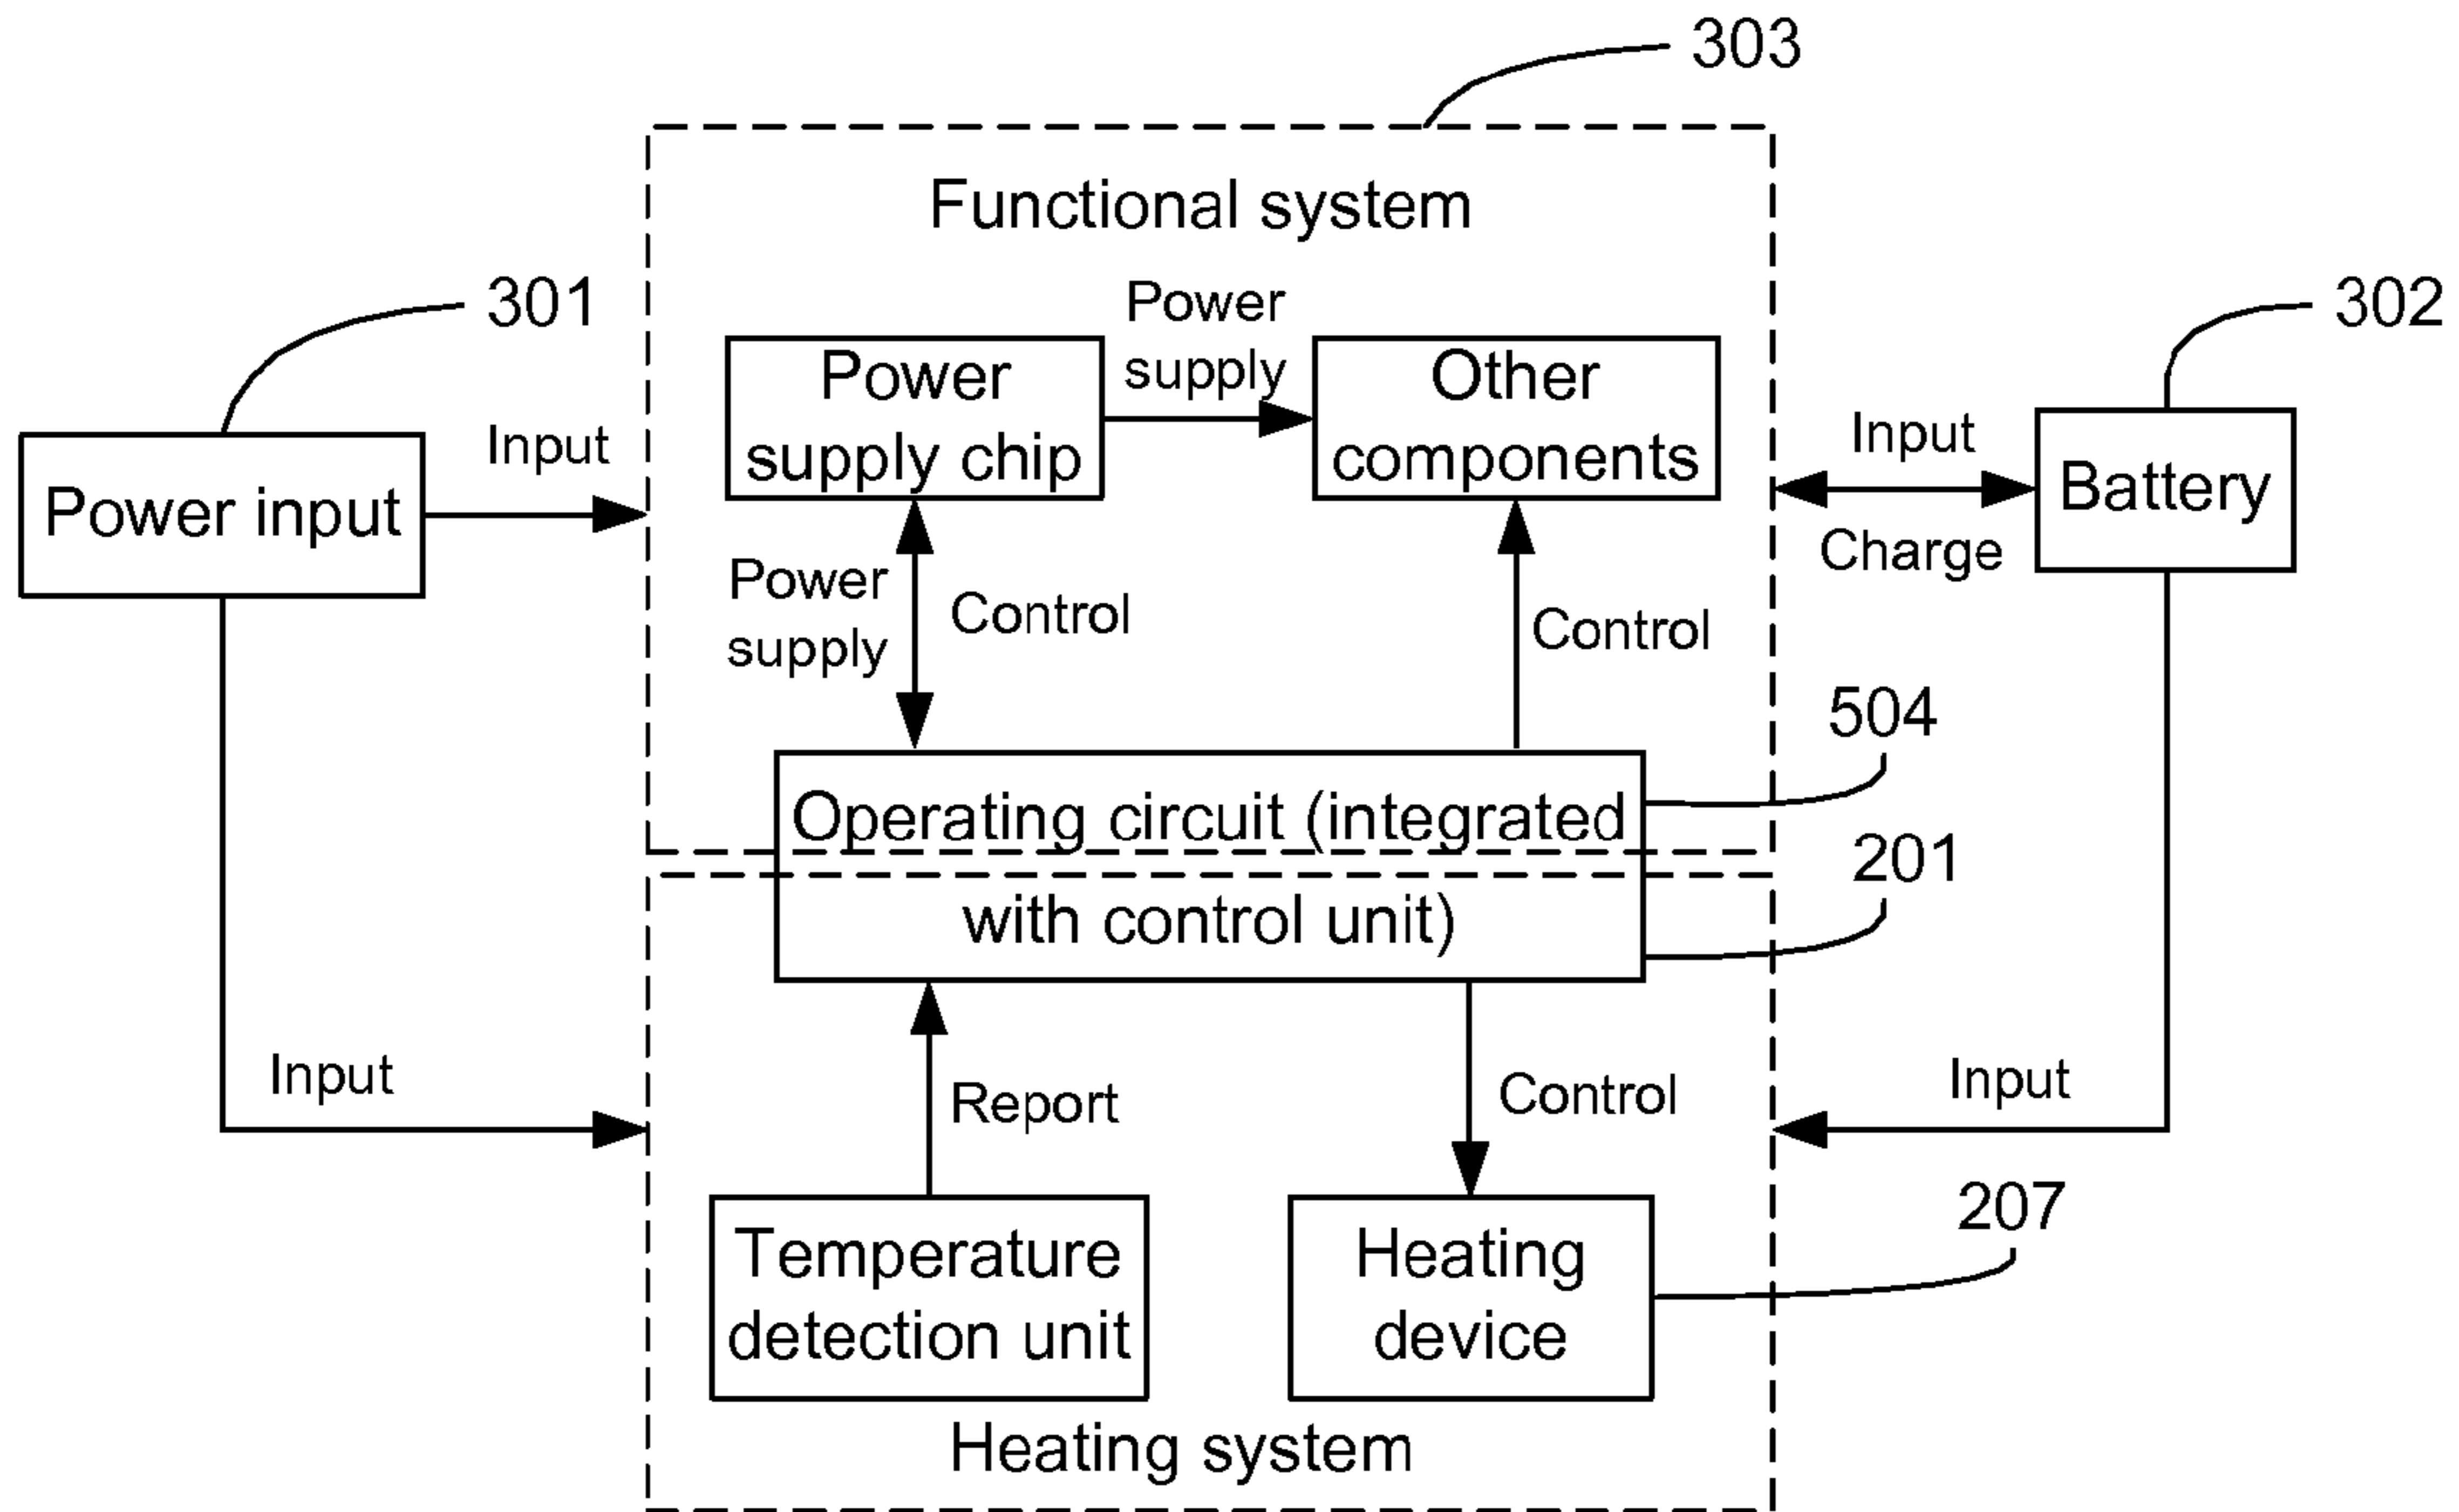 303
Functional system
301
302
Power
supply
Power
supply chip
Other
components
Input
Power input
Input
Charge
Battery
Power
supply
Control
Control
504
Operating circuit (integrated
with control unit)
201
Input
Report
Control
Input
207
Temperature
detection unit
Heating
device
Heating system